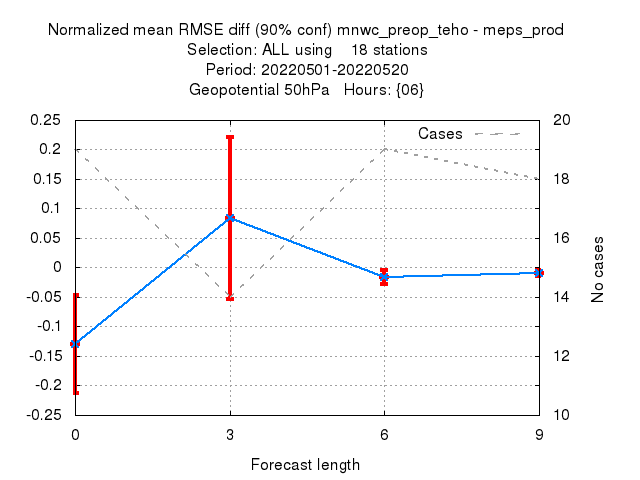 Normalized mean RMSE diff (90% conf) mnwc_preop_teho - meps_prod
Selection: ALL using    18 stations
Period: 20220501-20220520
Geopotential 50hPa   Hours: {06}
Cases
0.25
0.2
0.15
0.1
0.05
0
-0.05
-0.1
-0.15
-0.2
-0.25
20
18
16
14
12
10
No cases
0 3 6 9
Forecast length